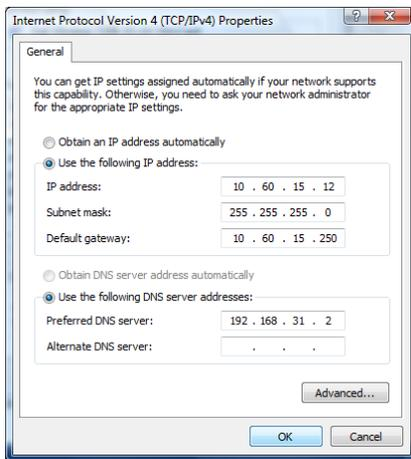 Internet Protocol Version 4 (TCP/IPv4) Properties
General
You can get IP settings assigned automatically if your network supports
this capability. Otherwise, you need to ask your network administrator
for the appropriate IP settings.
Obtain an IP address automatically
Use the following IP address:
IP address: 10 . 60 . 15 . 12
Subnet mask: 255 . 255 . 255 . 0
Default gateway: 10 . 60 . 15 . 250
Obtain DNS server address automatically
Use the following DNS server addresses:
Preferred DNS server: 192 . 168 . 31 . 2
Alternate DNS server: . . .
Advanced...
OK Cancel